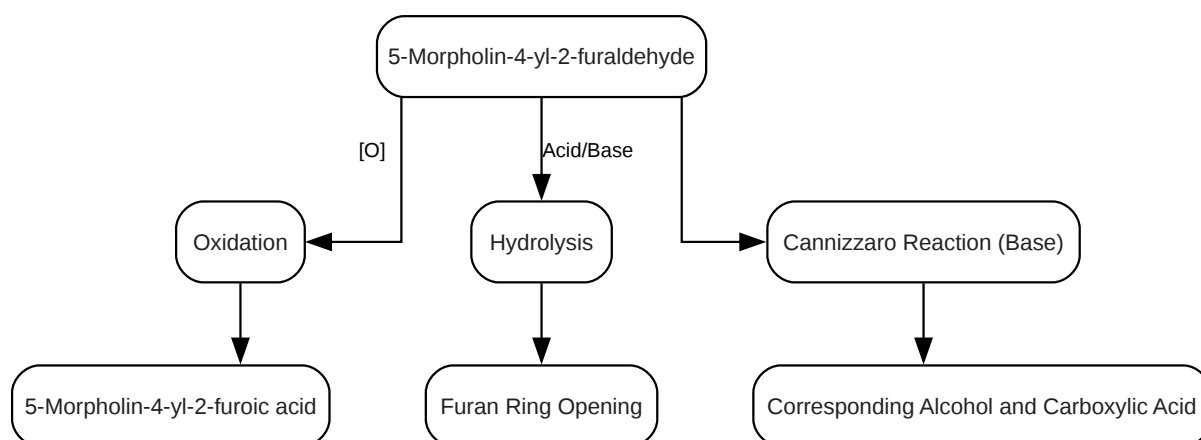 5-Morpholin-4-yl-2-furaldehyde
[O]
Acid/Base
Oxidation
Hydrolysis
Cannizzaro Reaction (Base)
5-Morpholin-4-yl-2-furoic acid
Furan Ring Opening
Corresponding Alcohol and Carboxylic Acid